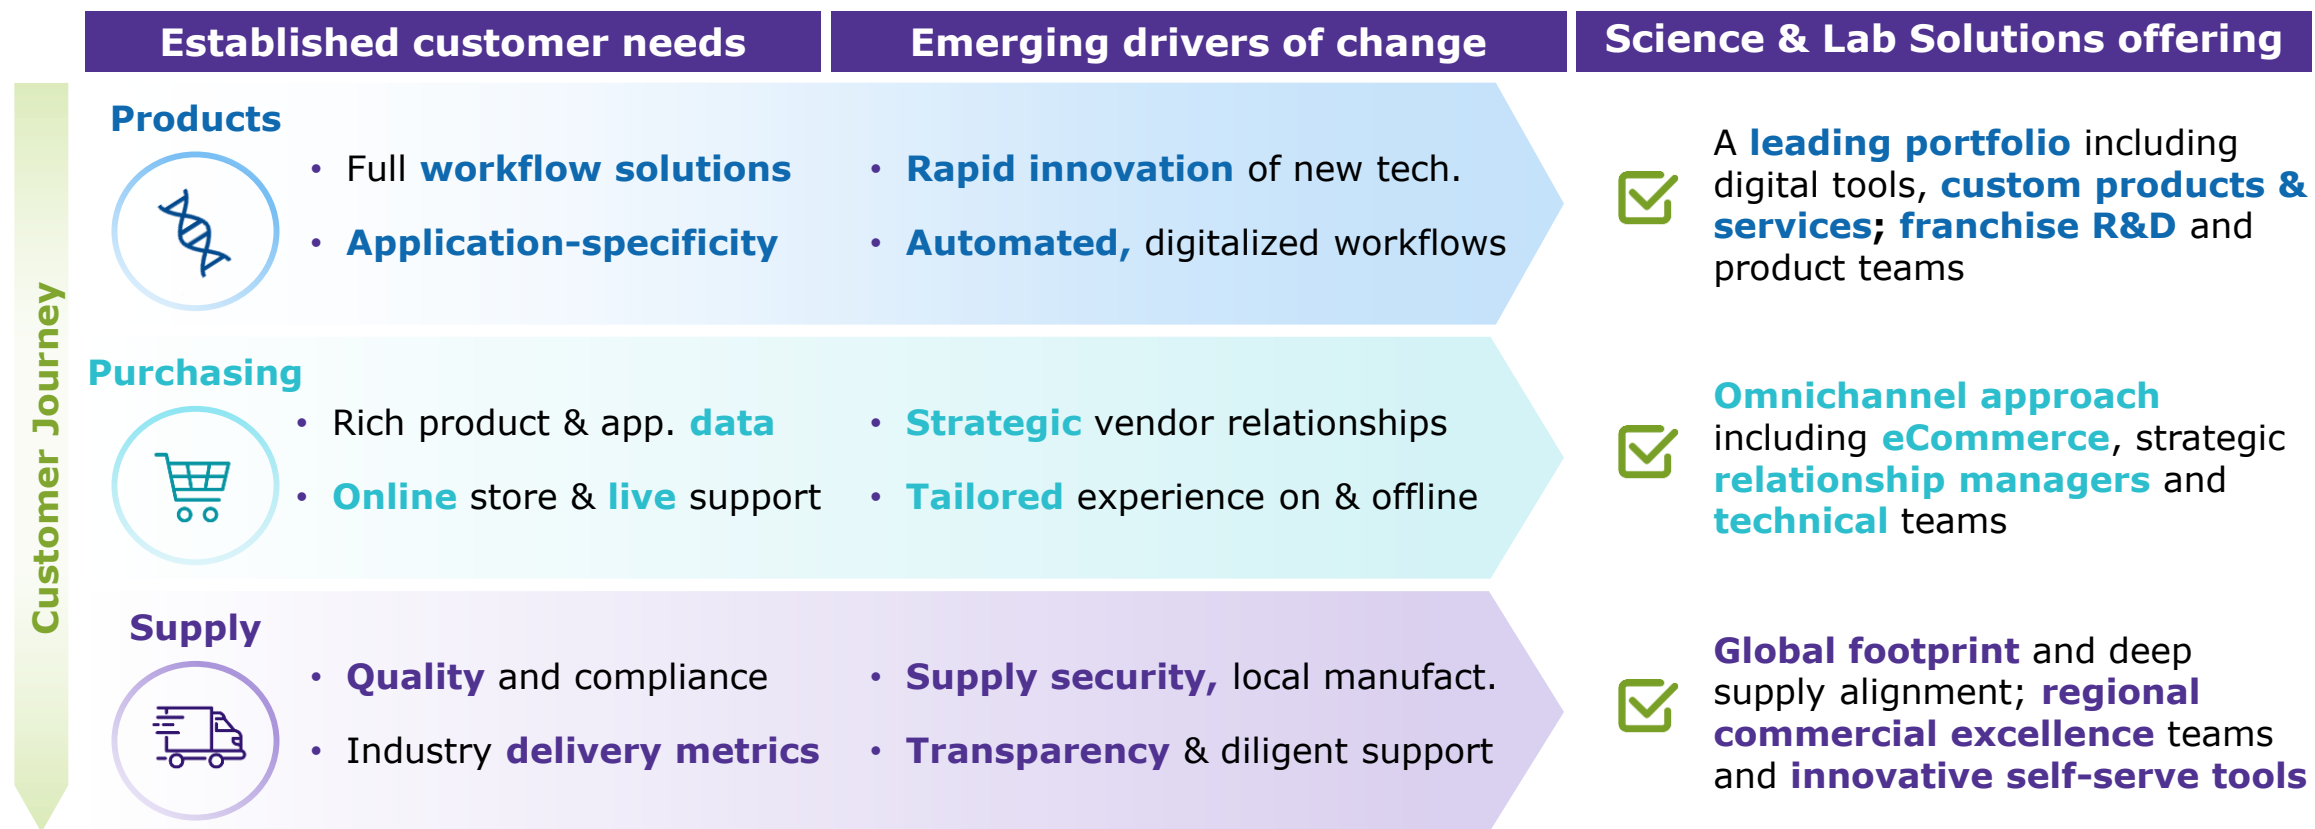 Established customer needs
Emerging drivers of change
Science & Lab Solutions offering
Customer Journey
Products
• Full workflow solutions
• Application-specificity
• Rapid innovation of new tech.
• Automated, digitalized workflows
A leading portfolio including
digital tools, custom products &
services; franchise R&D and
product teams
Purchasing
• Rich product & app. data
• Online store & live support
• Strategic vendor relationships
• Tailored experience on & offline
Omnichannel approach
including eCommerce, strategic
relationship managers and
technical teams
Supply
• Quality and compliance
• Industry delivery metrics
• Supply security, local manufact.
• Transparency & diligent support
Global footprint and deep
supply alignment; regional
commercial excellence teams
and innovative self-serve tools